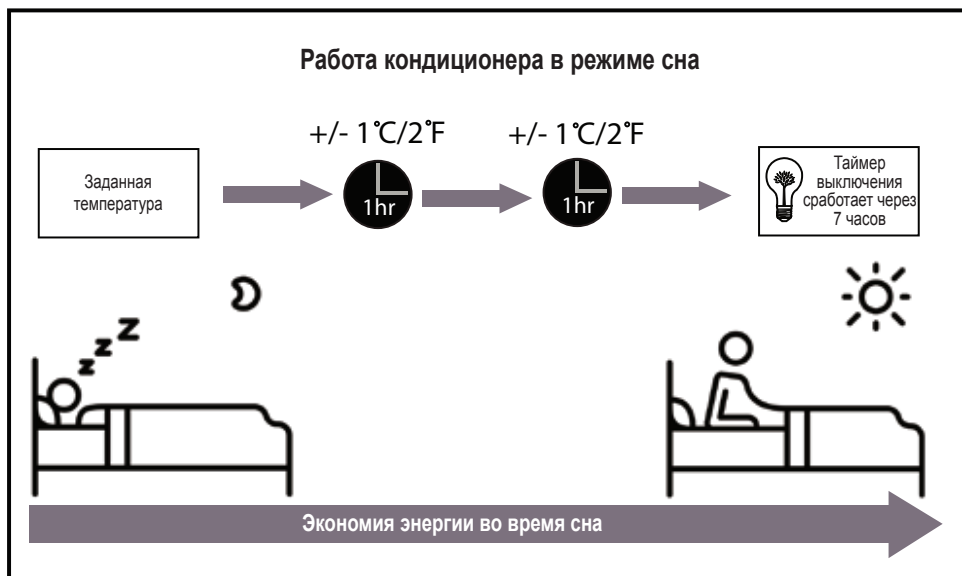 Работа кондиционера в режиме сна
+/- 1°C/2°F
+/- 1°C/2°F
Заданная
температура
1hr
1hr
Таймер
выключения
сработает через
7 часов
z z Z
Экономия энергии во время сна